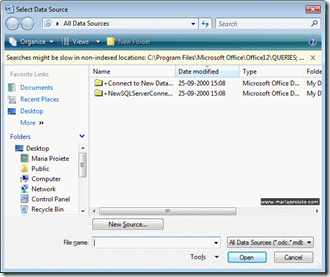 Select Data Source
All Data Sources
Organize Views New Folder
Searches might be slow in non-indexed locations: C:\Program Files\Microsoft Office\Office12\QUERIES; ...
Favorite Links
Documents
Recent Places
Desktop
More »
Folders
Desktop
Maria Proiete
Public
Computer
Network
Control Panel
Recycle Bin
Name Date modified Type Folder
+Connect to New Data... 25-09-2000 15:08 Microsoft Office D... My D
+NewSQLServerConne... 25-09-2000 15:08 Microsoft Office D... My D
www.mariaproiete.com
New Source...
File name:
All Data Sources (*.odc;*.mdb
Tools
Open
Cancel